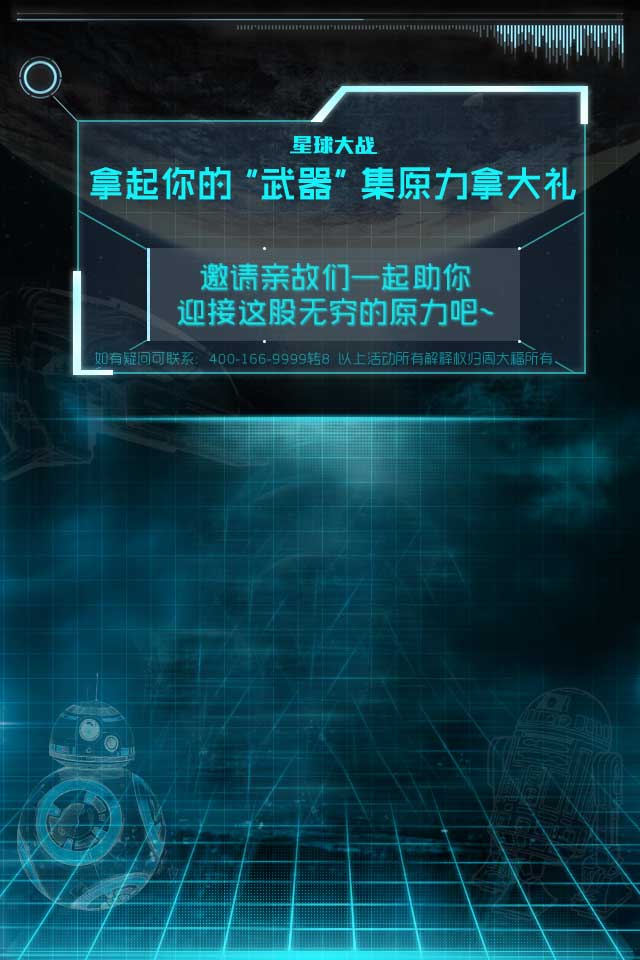 星球大战
拿起你的“武器”集原力拿大礼
邀请亲故们一起助你
迎接这股无穷的原力吧~
如有疑问可联系：400-166-9999转8 以上活动所有解释权归周大福所有